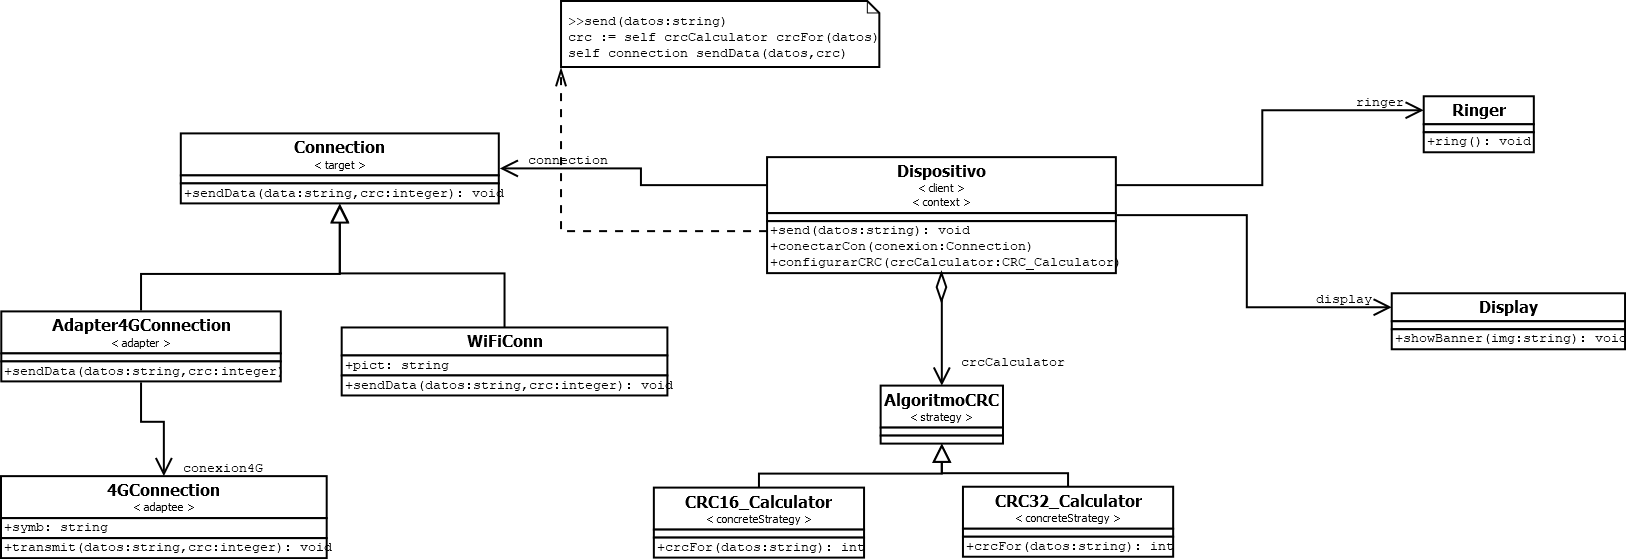 >>send(datos:string)
crc := self crcCalculator crcFor(datos)
self connection sendData(datos,crc)
Connection
< target >
+sendData(data:string,crc:integer): void
connection
Dispositivo
< client >
< context >
+send(datos:string): void
+conectarCon(conexion:Connection)
+configurarCRC(crcCalculator:CRC_Calculator)
ringer
Ringer
+ring(): void
display
Display
+showBanner(img:string): void
Adapter4GConnection
< adapter >
+sendData(datos:string,crc:integer)
WiFiConn
+pict: string
+sendData(datos:string,crc:integer): void
crcCalculator
AlgoritmoCRC
< strategy >
conexion4G
4GConnection
< adaptee >
+symb: string
+transmit(datos:string,crc:integer): void
CRC16_Calculator
< concreteStrategy >
+crcFor(datos:string): int
CRC32_Calculator
< concreteStrategy >
+crcFor(datos:string): int